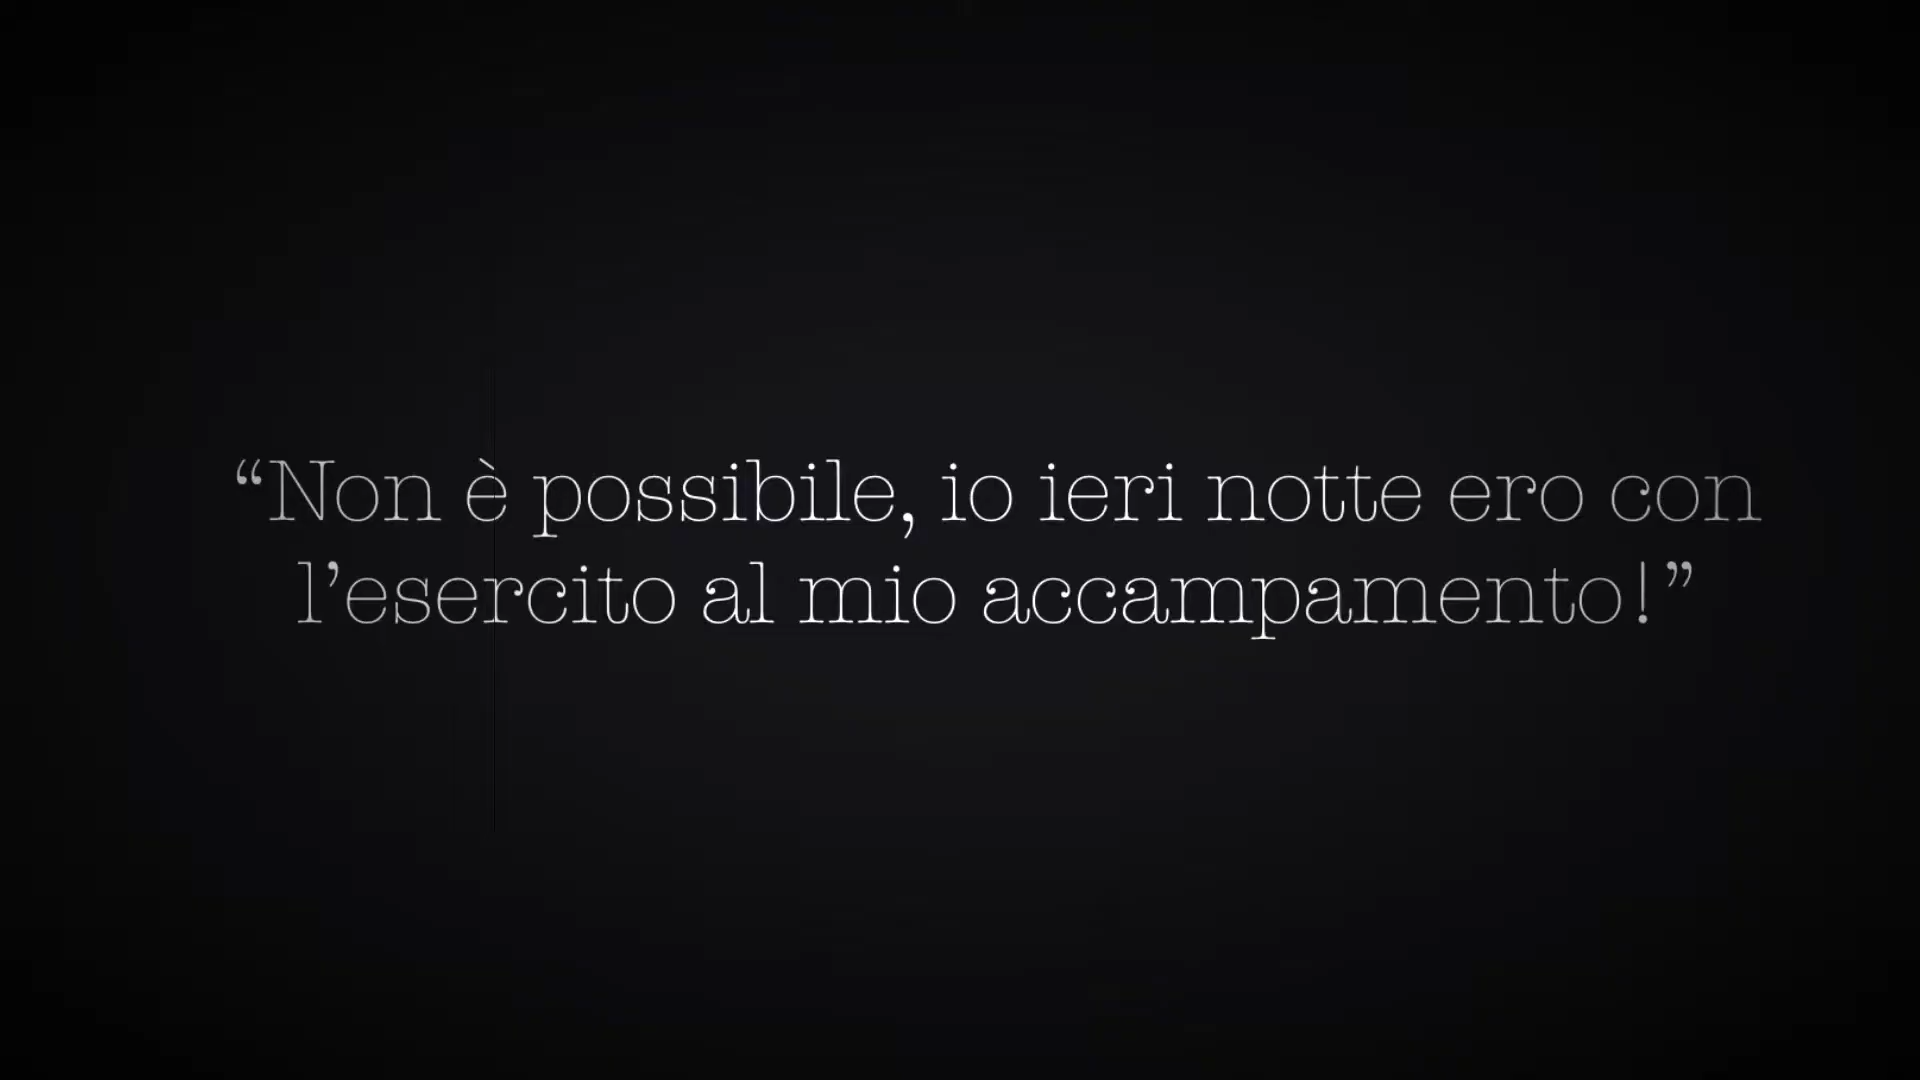 “Non è possibile, io ieri notte ero con
l’esercito al mio accampamento!”